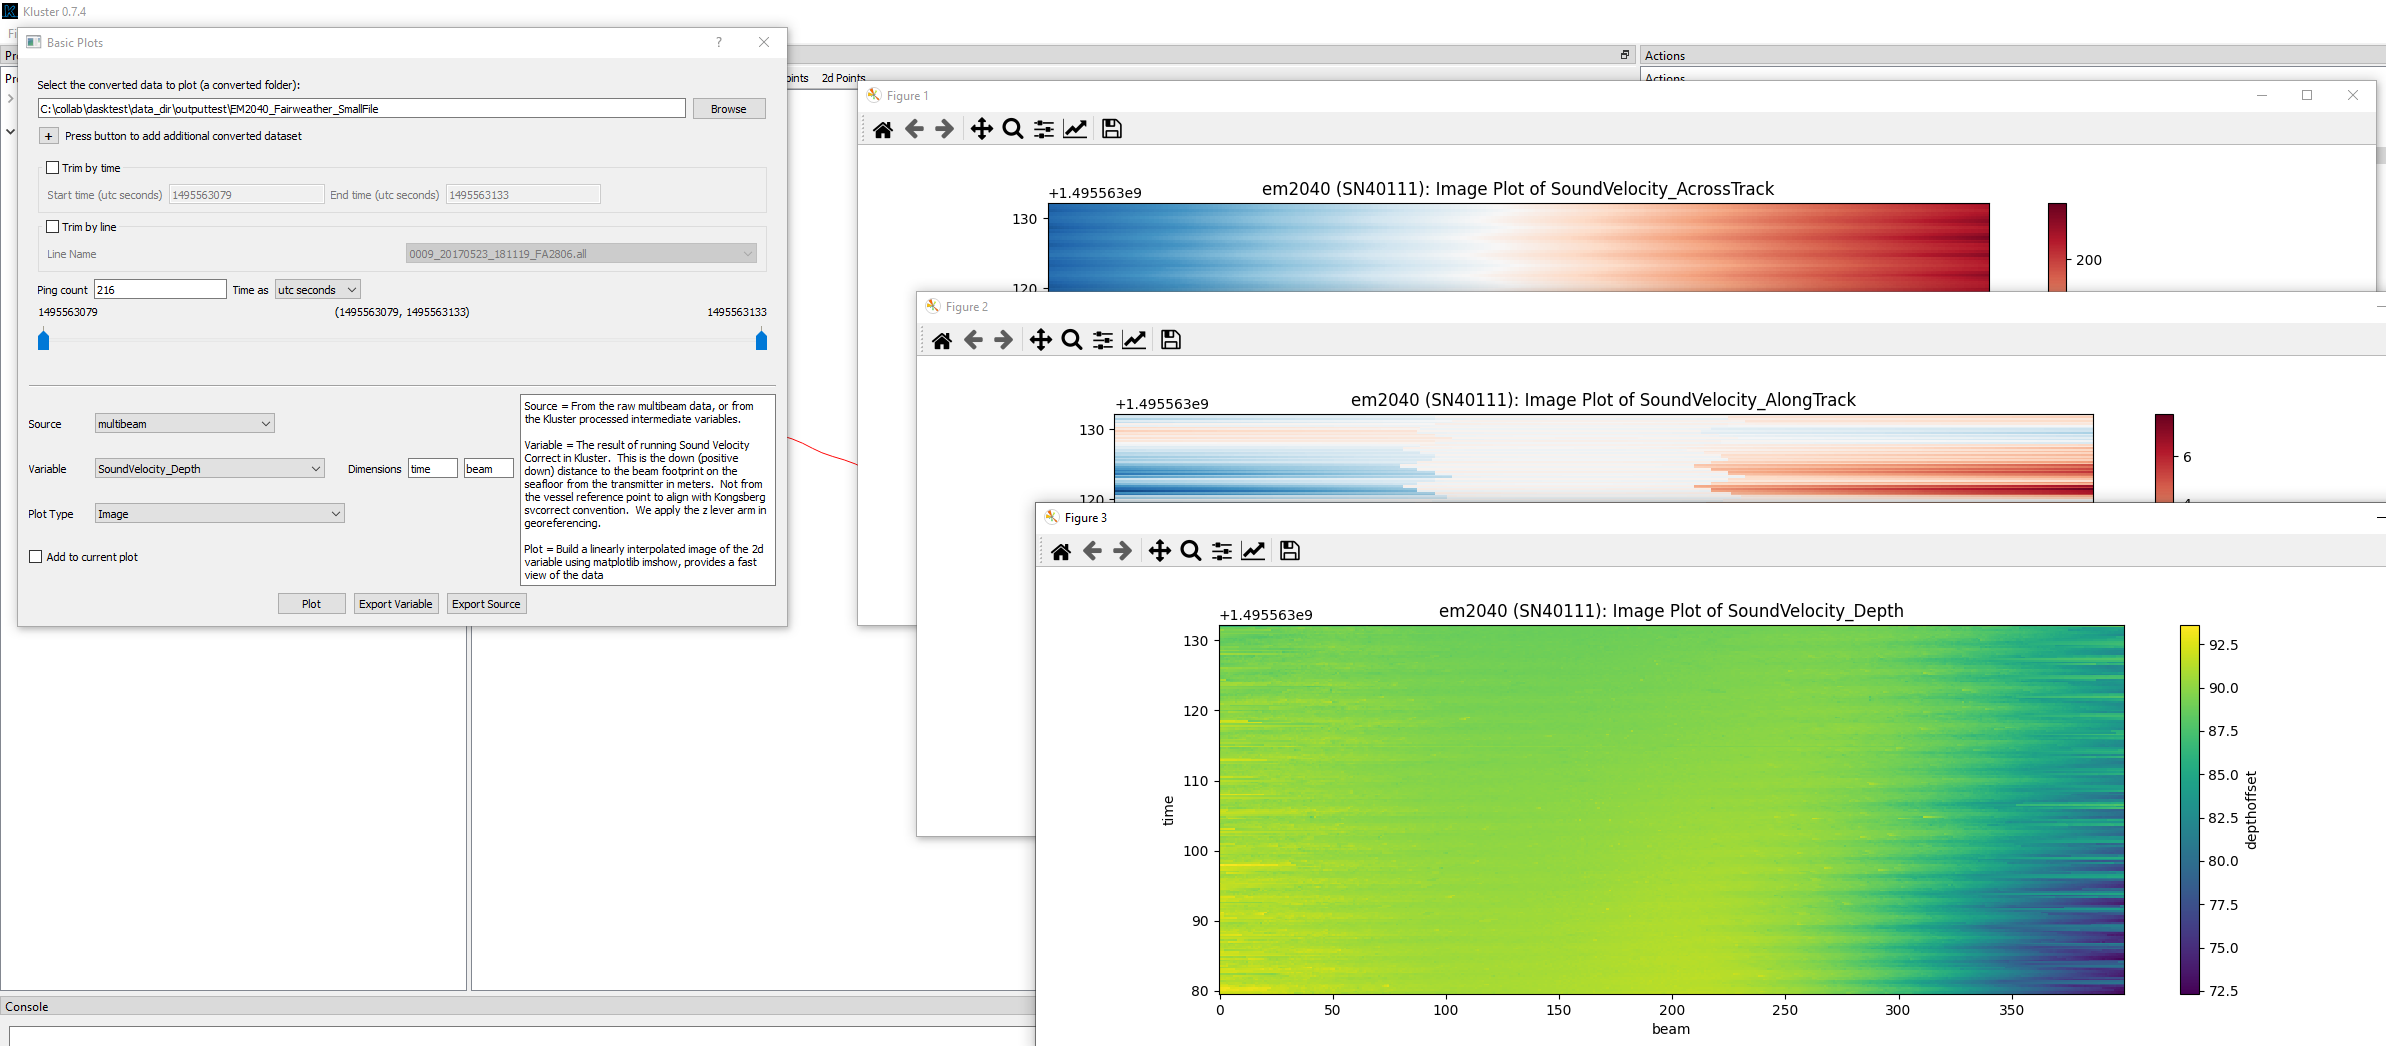 Kluster 0.7.4
Fi
Basic Plots
?
Pr
Pr
Select the converted data to plot (a converted folder):
C:\collab\dasktest\data_dir\outputtest\EM2040_Fairweather_SmallFile
Browse
+ Press button to add additional converted dataset
Trim by time
Start time (utc seconds) 1495563079 End time (utc seconds) 1495563133
Trim by line
Line Name 0009_20170523_181119_FA2806.all
Ping count 216 Time as utc seconds
1495563079 (1495563079, 1495563133) 1495563133
Source multibeam
Variable SoundVelocity_Depth Dimensions time beam
Plot Type Image
Add to current plot
Source = From the raw multibeam data, or from
the Kluster processed intermediate variables.
Variable = The result of running Sound Velocity
Correct in Kluster. This is the down (positive
down) distance to the beam footprint on the
seafloor from the transmitter in meters. Not from
the vessel reference point to align with Kongsberg
svcorrect convention. We apply the z lever arm in
georeferencing.
Plot = Build a linearly interpolated image of the 2d
variable using matplotlib imshow, provides a fast
view of the data
Plot Export Variable Export Source
Console
oints 2d Points
Actions
Actions
Figure 1
em2040 (SN40111): Image Plot of SoundVelocity_AcrossTrack
+1.495563e9
130
120
200
Figure 2
em2040 (SN40111): Image Plot of SoundVelocity_AlongTrack
+1.495563e9
130
120
6
4
Figure 3
em2040 (SN40111): Image Plot of SoundVelocity_Depth
+1.495563e9
130
120
110
100
90
80
time
0 50 100 150 200 250 300 350
beam
92.5
90.0
87.5
85.0
82.5
80.0
77.5
75.0
72.5
depthoffset